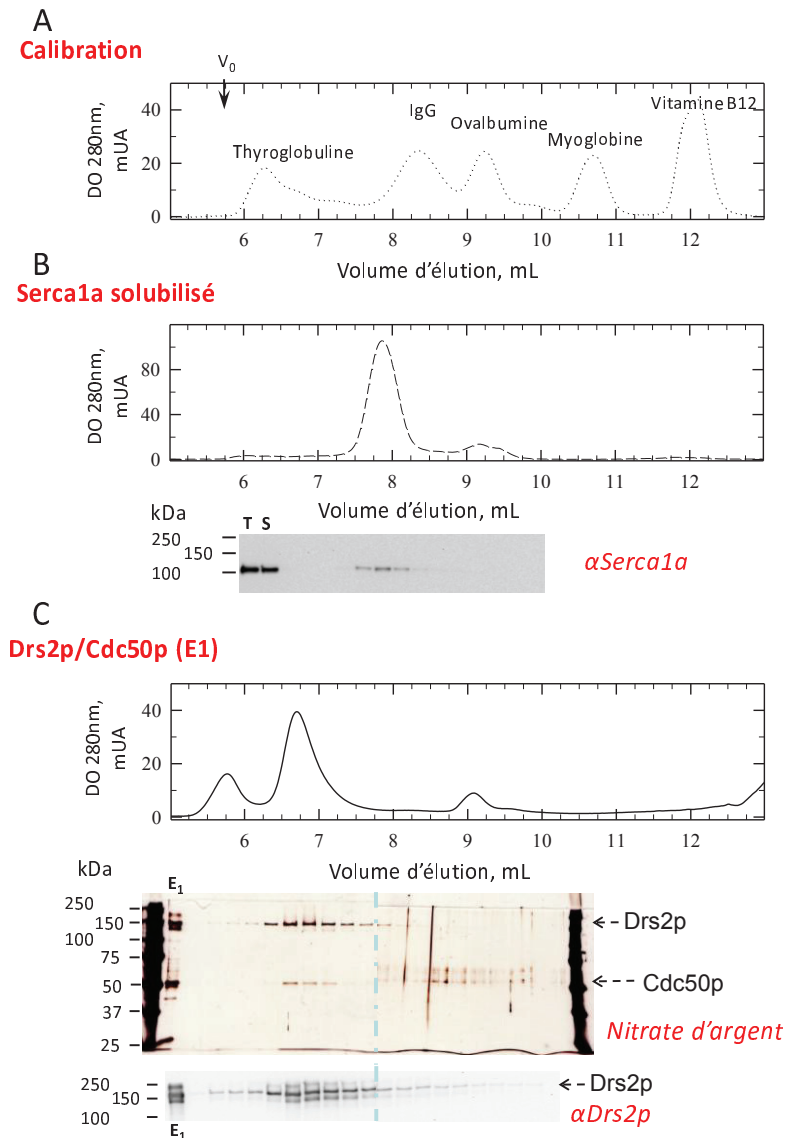 A
Calibration
V0
DO 280nm, mUA
40
20
0
Thyroglobuline
IgG
Ovalbumine
Myoglobine
Vitamine B12
6 7 8 9 10 11 12
Volume d'élution, mL
B
Serca1a solubilisé
DO 280nm, mUA
80
40
0
6 7 8 9 10 11 12
Volume d'élution, mL
kDa
T S
250
150
100
αSerca1a
C
Drs2p/Cdc50p (E1)
DO 280nm, mUA
40
20
0
6 7 8 9 10 11 12
Volume d'élution, mL
kDa
E1
250
150
100
75
50
37
25
Drs2p
Cdc50p
Nitrate d'argent
250
150
100
Drs2p
αDrs2p
E1